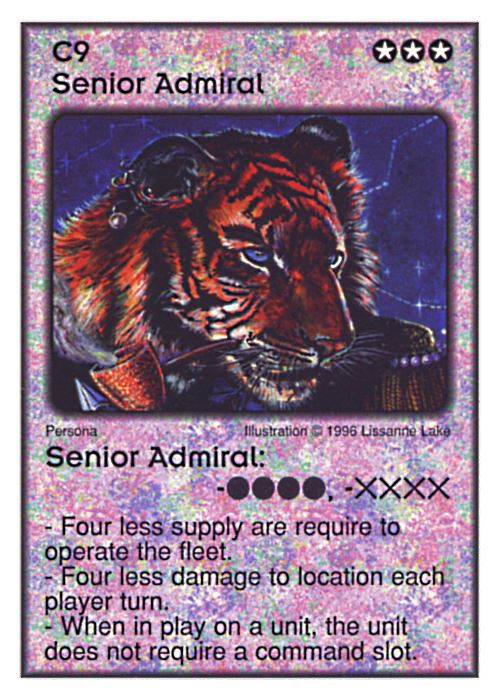 C9
Senior Admiral
Persona
Illustration © 1996 Lissanne Lake
Senior Admiral:
-●●●●, -XXXX
- Four less supply are require to
operate the fleet.
- Four less damage to location each
player turn.
- When in play on a unit, the unit
does not require a command slot.